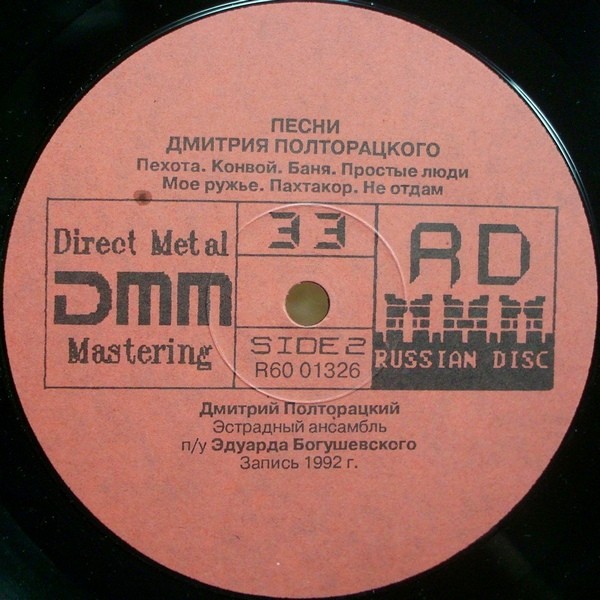 ПЕСНИ
ДМИТРИЯ ПОЛТОРАЦКОГО
Пехота. Конвой. Баня. Простые люди
Мое ружье. Пахтакор. Не отдам
Direct Metal
DMM
Mastering
33
SIDE 2
R60 01326
RD
RUSSIAN DISC
Дмитрий Полторацкий
Эстрадный ансамбль
п/у Эдуарда Богушевского
Запись 1992 г.